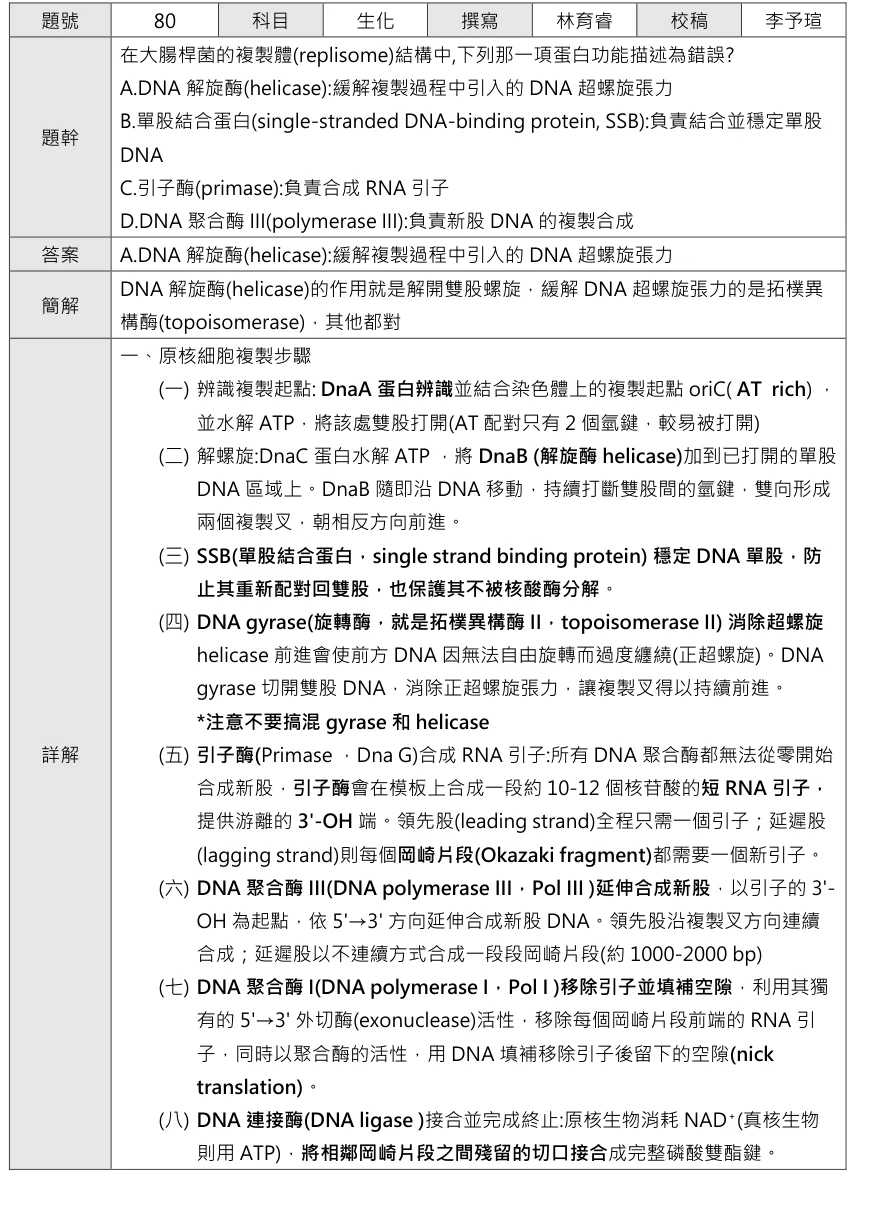 題號 80 科目 生化 撰寫 林育睿 校稿 李予瑄
題幹
在大腸桿菌的複製體(replisome)結構中,下列那一項蛋白功能描述為錯誤?
A.DNA 解旋酶(helicase):緩解複製過程中引入的 DNA 超螺旋張力
B.單股結合蛋白(single-stranded DNA-binding protein, SSB):負責結合並穩定單股
DNA
C.引子酶(primase):負責合成 RNA 引子
D.DNA 聚合酶 III(polymerase III):負責新股 DNA 的複製合成
答案
A.DNA 解旋酶(helicase):緩解複製過程中引入的 DNA 超螺旋張力
簡解
DNA 解旋酶(helicase)的作用就是解開雙股螺旋，緩解 DNA 超螺旋張力的是拓樸異
構酶(topoisomerase)，其他都對
詳解
一、原核細胞複製步驟
(一) 辨識複製起點: DnaA 蛋白辨識並結合染色體上的複製起點 oriC( AT rich)，
並水解 ATP，將該處雙股打開(AT 配對只有 2 個氫鍵，較易被打開)
(二) 解螺旋:DnaC 蛋白水解 ATP ，將 DnaB (解旋酶 helicase)加到已打開的單股
DNA 區域上。DnaB 隨即沿 DNA 移動，持續打斷雙股間的氫鍵，雙向形成
兩個複製叉，朝相反方向前進。
(三) SSB(單股結合蛋白，single strand binding protein) 穩定 DNA 單股，防
止其重新配對回雙股，也保護其不被核酸酶分解。
(四) DNA gyrase(旋轉酶，就是拓樸異構酶 II，topoisomerase II) 消除超螺旋
helicase 前進會使前方 DNA 因無法自由旋轉而過度纏繞(正超螺旋)。DNA
gyrase 切開雙股 DNA，消除正超螺旋張力，讓複製叉得以持續前進。
*注意不要搞混 gyrase 和 helicase
(五) 引子酶(Primase ，Dna G)合成 RNA 引子:所有 DNA 聚合酶都無法從零開始
合成新股，引子酶會在模板上合成一段約 10-12 個核苷酸的短 RNA 引子，
提供游離的 3'-OH 端。領先股(leading strand)全程只需一個引子；延遲股
(lagging strand)則每個岡崎片段(Okazaki fragment)都需要一個新引子。
(六) DNA 聚合酶 III(DNA polymerase III，Pol III )延伸合成新股，以引子的 3'-
OH 為起點，依 5'→3' 方向延伸合成新股 DNA。領先股沿複製叉方向連續
合成；延遲股以不連續方式合成一段段岡崎片段(約 1000-2000 bp)
(七) DNA 聚合酶 I(DNA polymerase I，Pol I )移除引子並填補空隙，利用其獨
有的 5'→3' 外切酶(exonuclease)活性，移除每個岡崎片段前端的 RNA 引
子，同時以聚合酶的活性，用 DNA 填補移除引子後留下的空隙(nick
translation)。
(八) DNA 連接酶(DNA ligase )接合並完成終止:原核生物消耗 NAD⁺(真核生物
則用 ATP)，將相鄰岡崎片段之間殘留的切口接合成完整磷酸雙酯鍵。